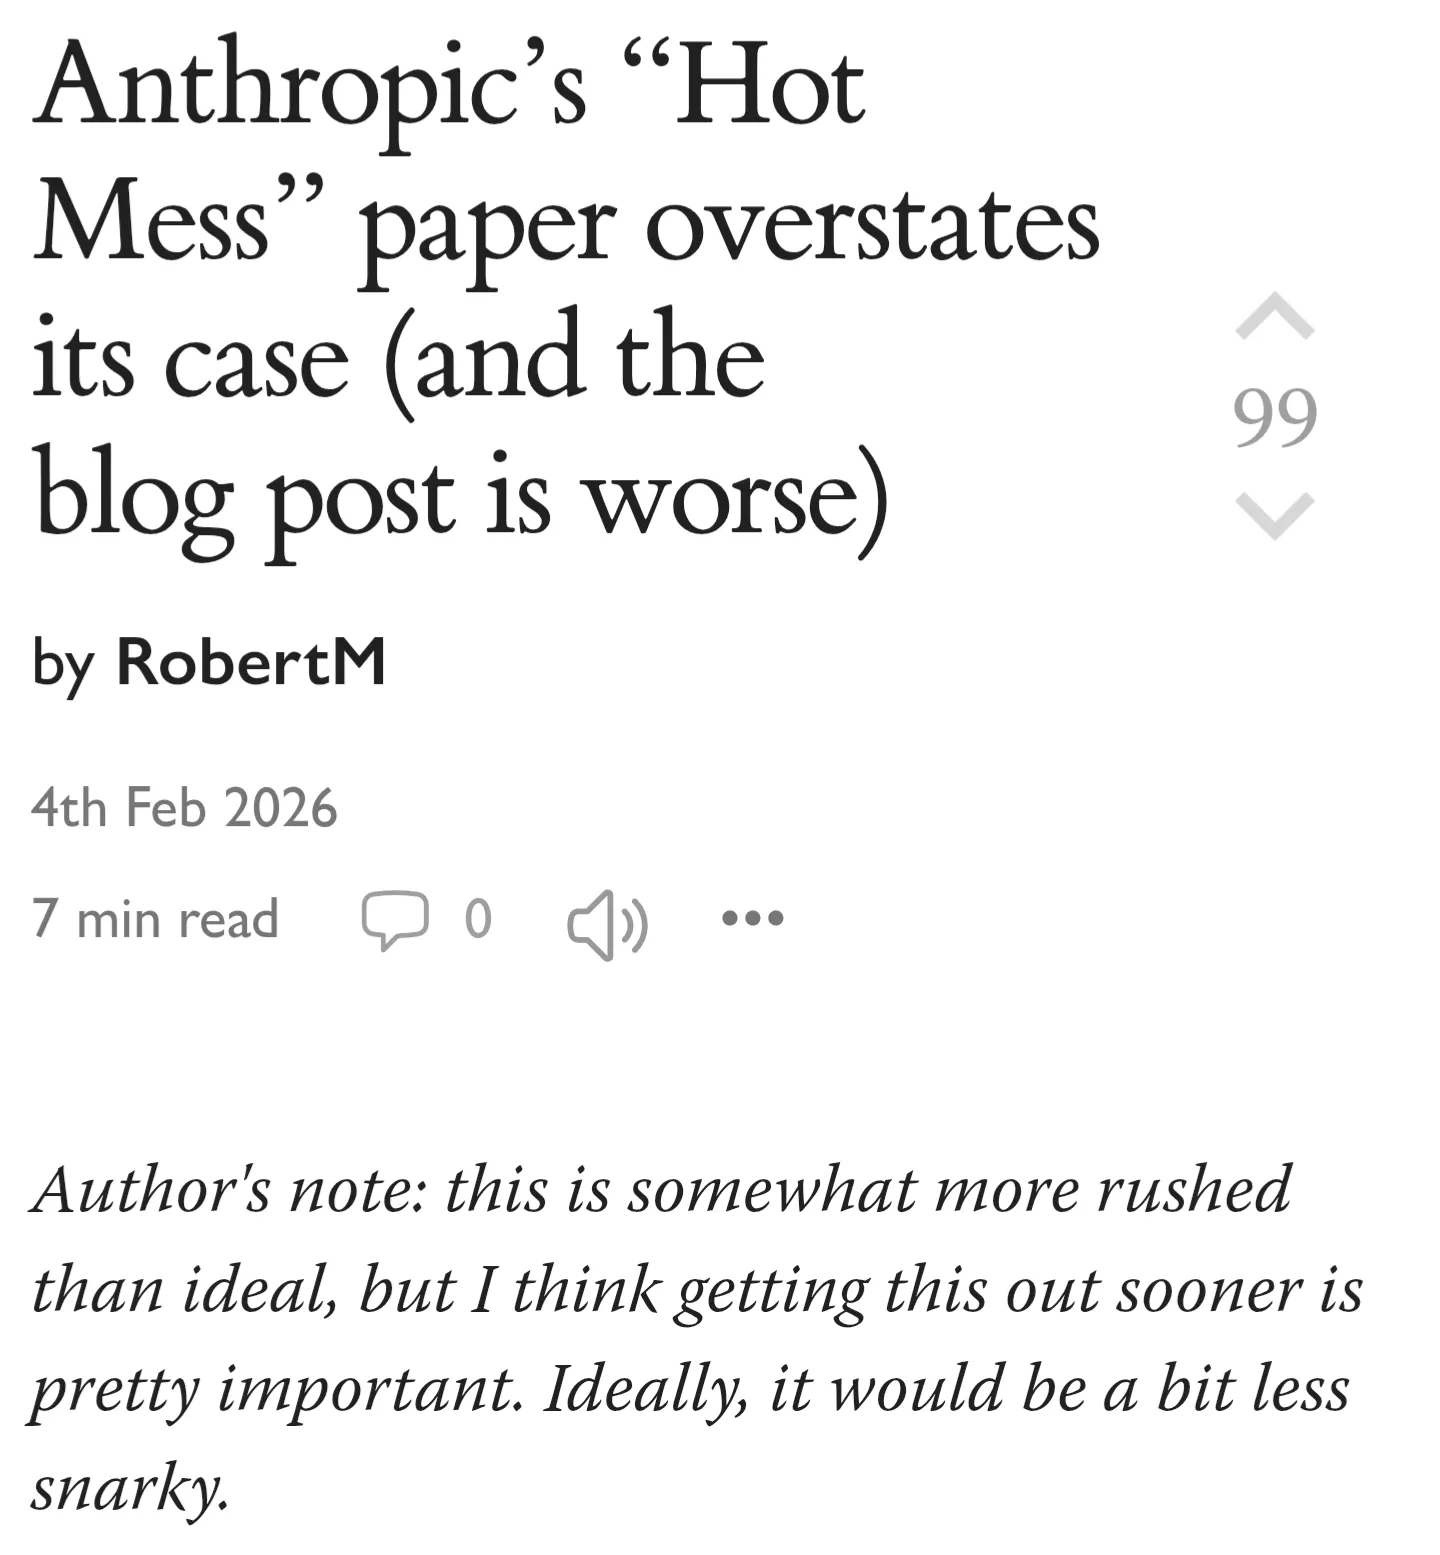 Anthropic’s “Hot
Mess” paper overstates
its case (and the
blog post is worse)
99
by RobertM
4th Feb 2026
7 min read 0
Author's note: this is somewhat more rushed
than ideal, but I think getting this out sooner is
pretty important. Ideally, it would be a bit less
snarky.